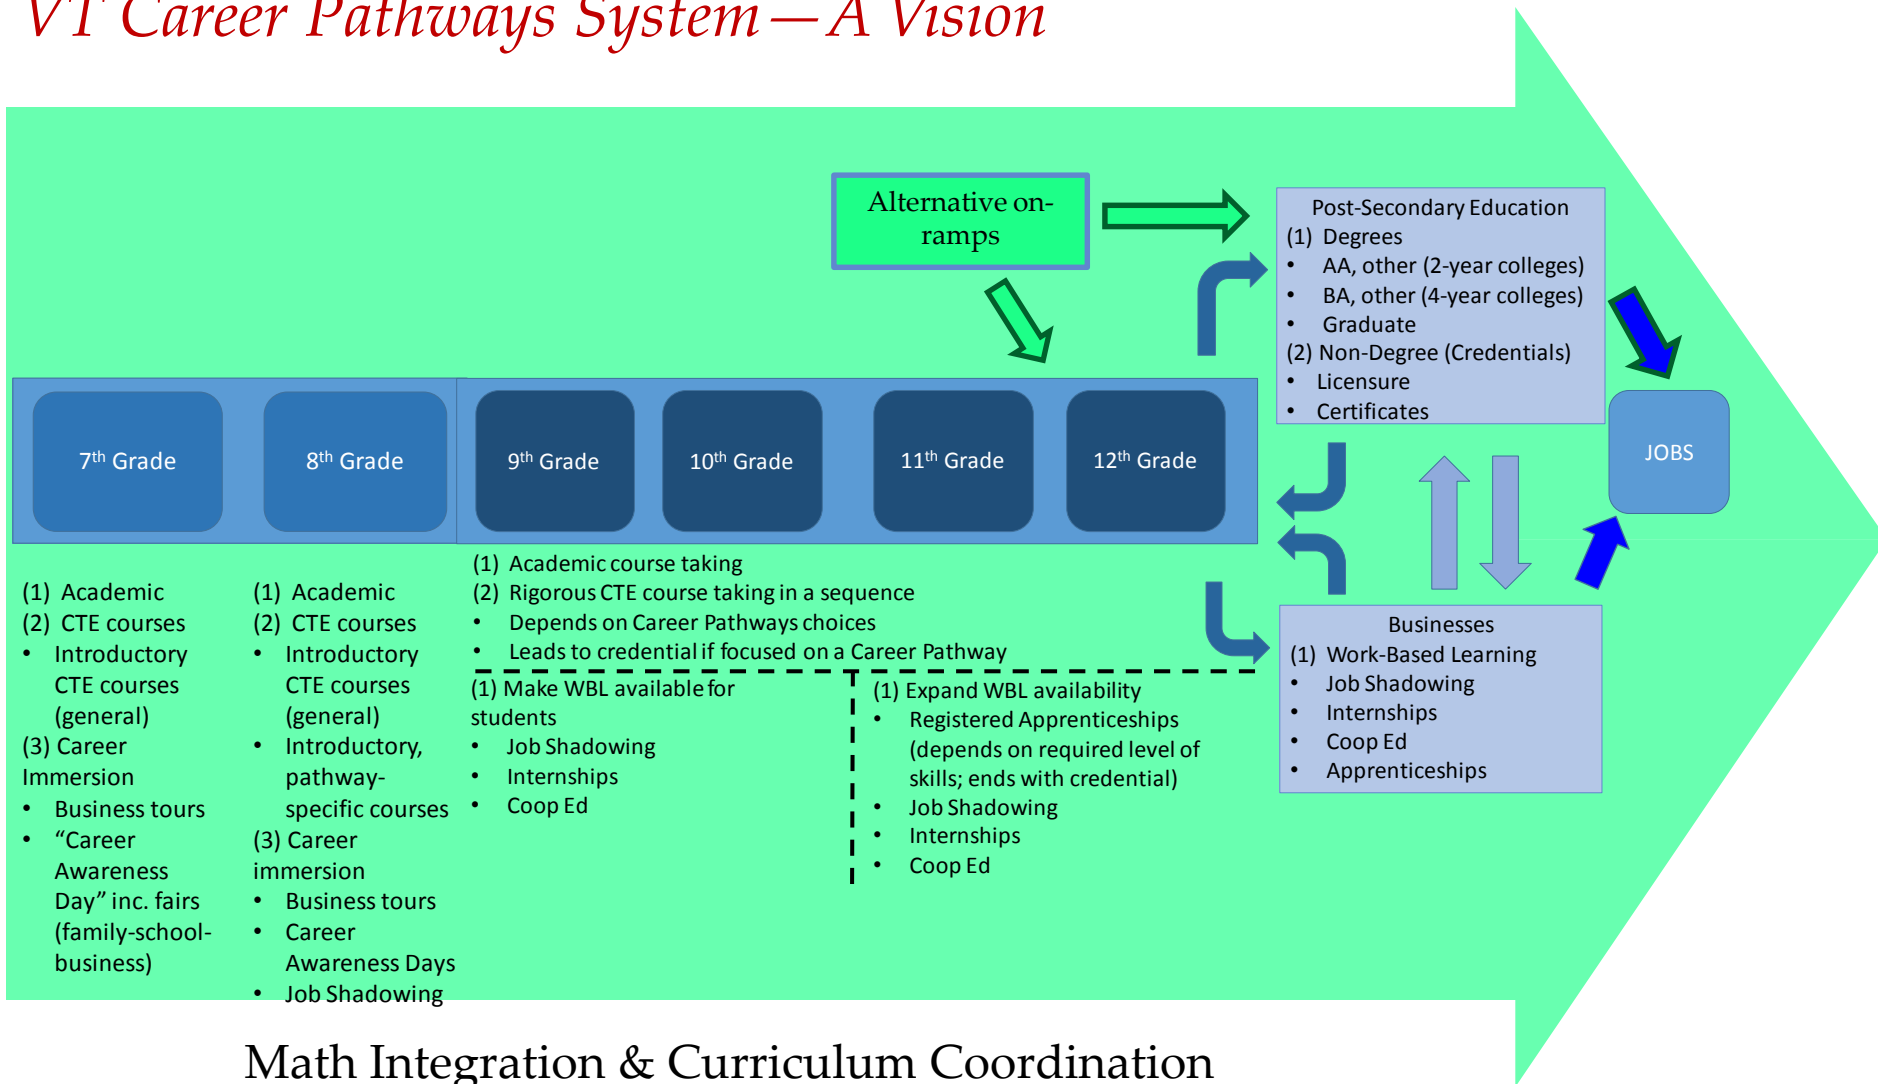 VT Career Pathways System—A Vision
Alternative on-
ramps
Post-Secondary Education
(1) Degrees
• AA, other (2-year colleges)
• BA, other (4-year colleges)
• Graduate
(2) Non-Degree (Credentials)
• Licensure
• Certificates
7th Grade
8th Grade
9th Grade
10th Grade
11th Grade
12th Grade
JOBS
(1) Academic
(2) CTE courses
• Introductory
CTE courses
(general)
(3) Career
Immersion
• Business tours
• “Career
Awareness
Day” inc. fairs
(family-school-
business)
(1) Academic
(2) CTE courses
• Introductory
CTE courses
(general)
• Introductory,
pathway-
specific courses
(3) Career
immersion
• Business tours
• Career
Awareness Days
• Job Shadowing
(1) Academic course taking
(2) Rigorous CTE course taking in a sequence
• Depends on Career Pathways choices
• Leads to credential if focused on a Career Pathway
(1) Make WBL available for
students
• Job Shadowing
• Internships
• Coop Ed
(1) Expand WBL availability
• Registered Apprenticeships
(depends on required level of
skills; ends with credential)
• Job Shadowing
• Internships
• Coop Ed
Businesses
(1) Work-Based Learning
• Job Shadowing
• Internships
• Coop Ed
• Apprenticeships
Math Integration & Curriculum Coordination